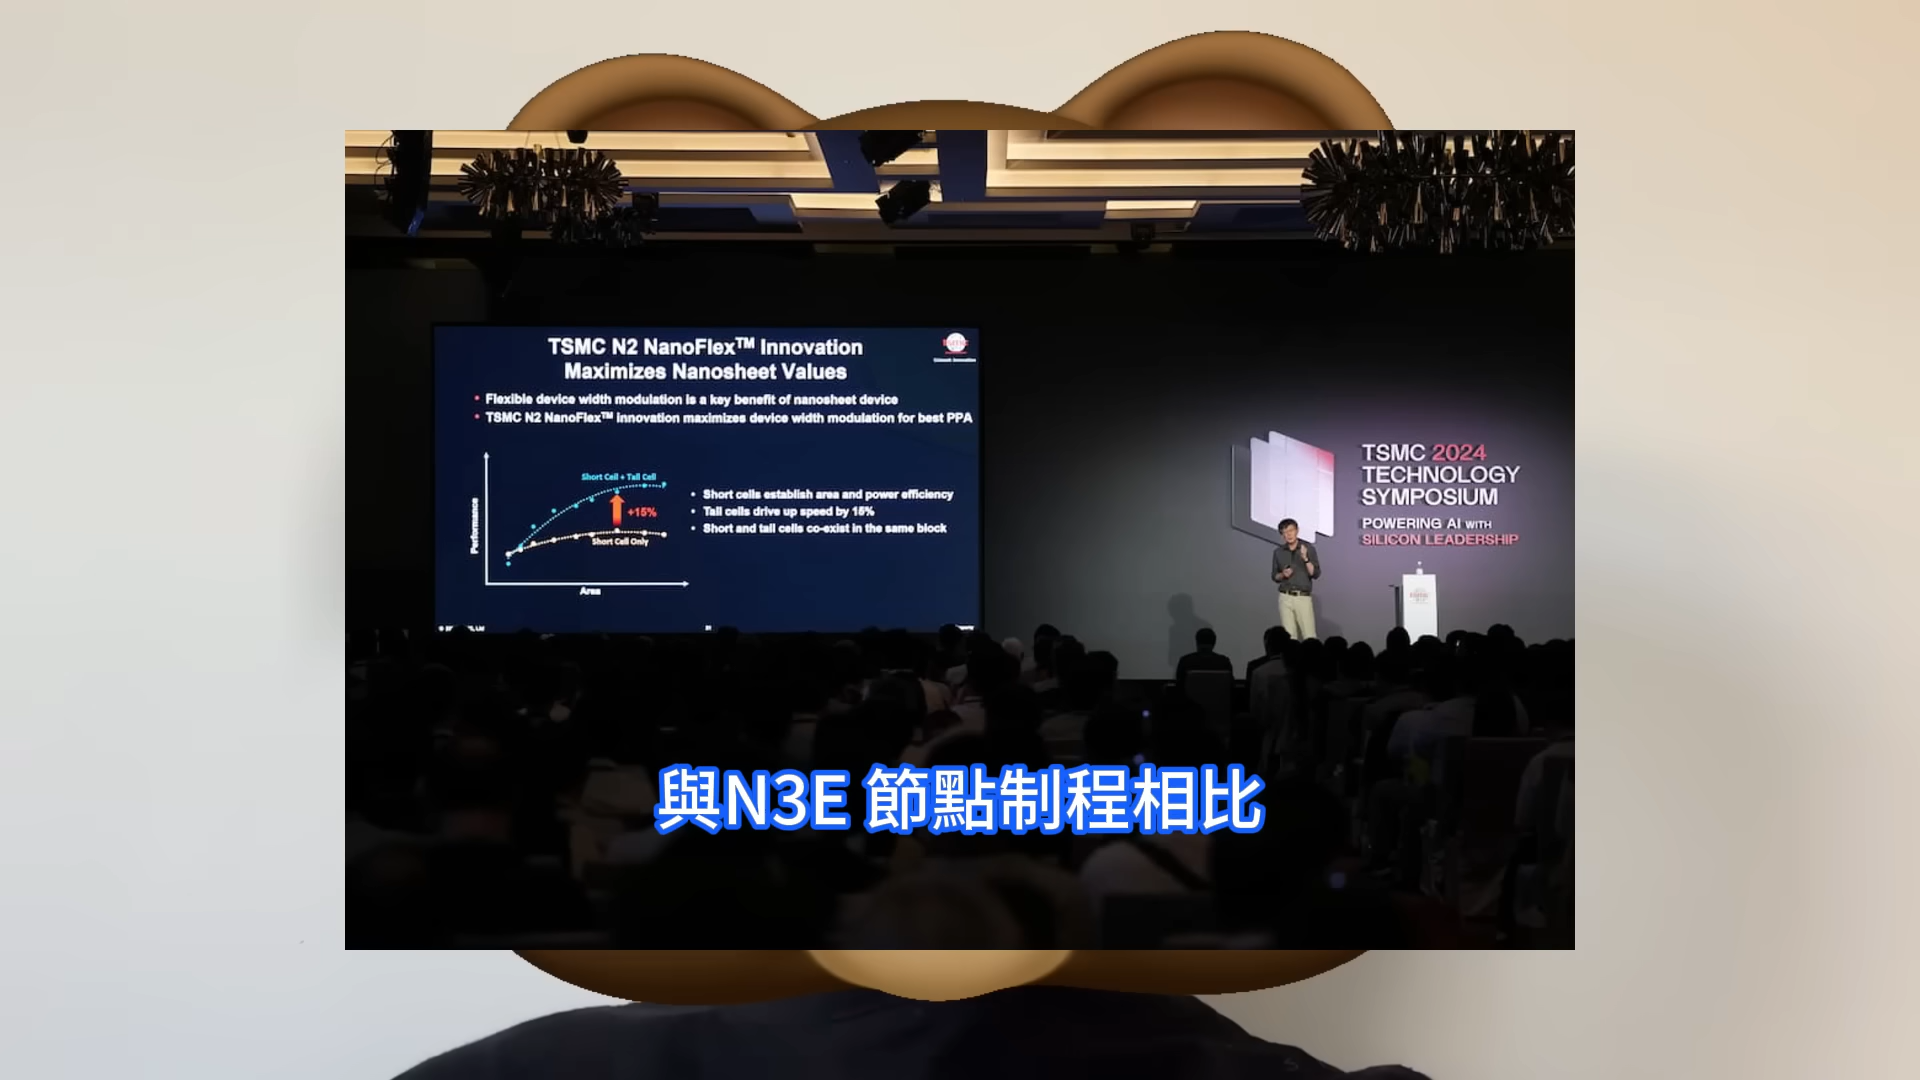 TSMC N2 NanoFlex™ Innovation
Maximizes Nanosheet Values
• Flexible device width modulation is a key benefit of nanosheet device
• TSMC N2 NanoFlex™ innovation maximizes device width modulation for best PPA
Short Cell + Tall Cell
+15%
Short Cell Only
Performance
Area
• Short cells establish area and power efficiency
• Tall cells drive up speed by 15%
• Short and tall cells co-exist in the same block
TSMC 2024
TECHNOLOGY
SYMPOSIUM
POWERING AI WITH
SILICON LEADERSHIP
與N3E 節點制程相比